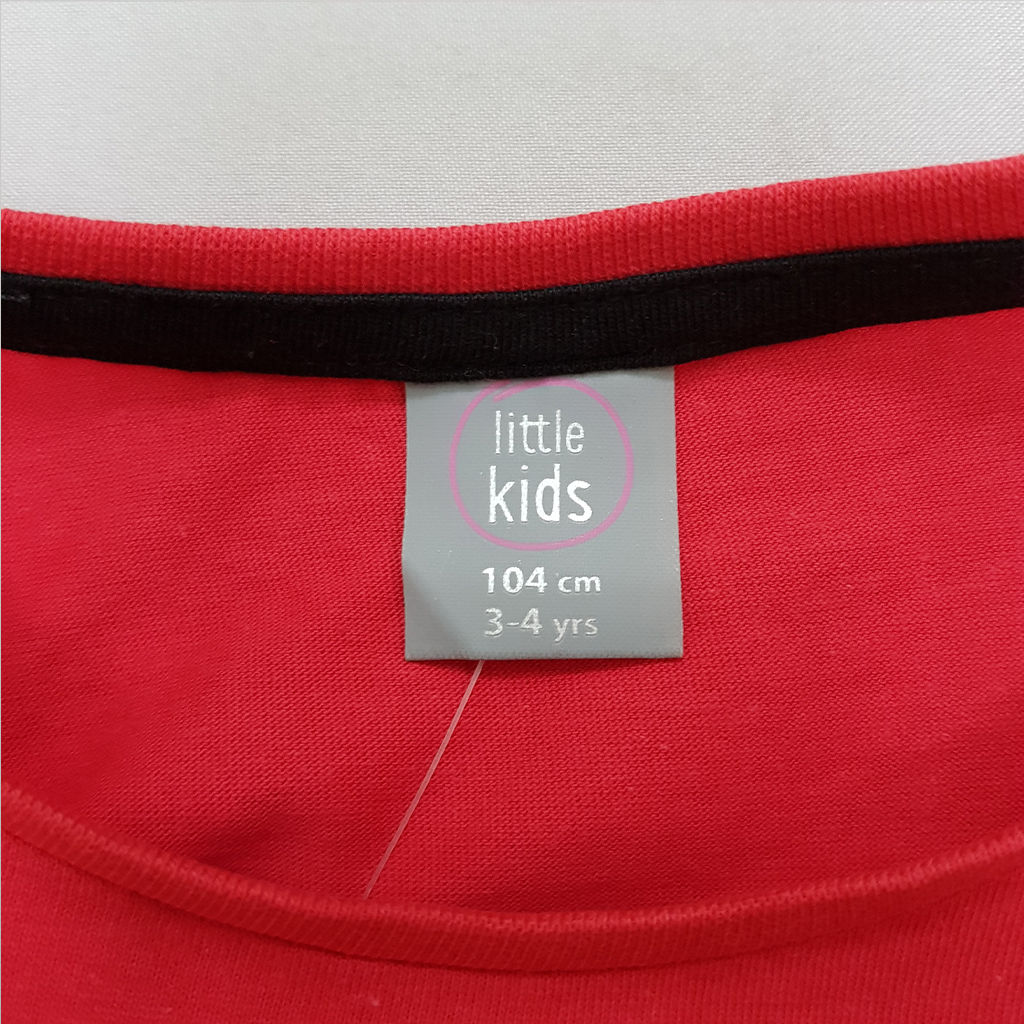 little
kids
104 cm
3-4 yrs